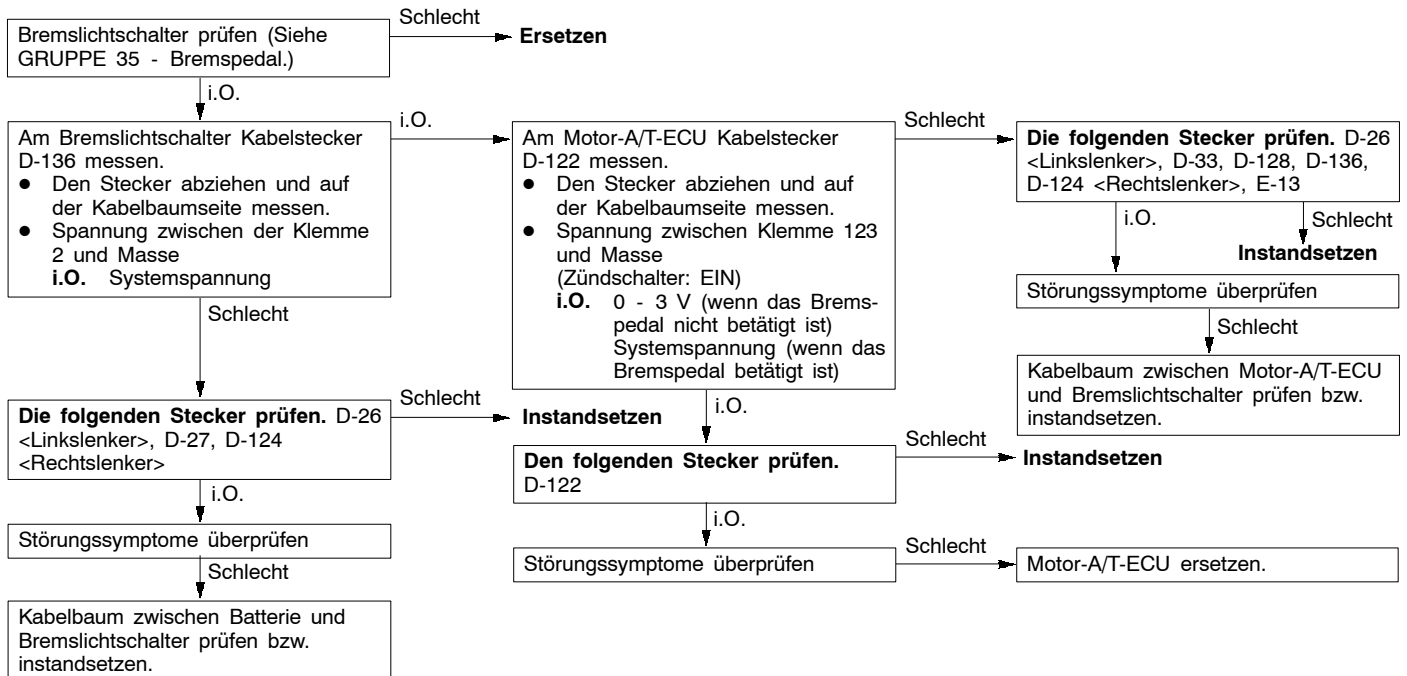 Bremslichtschalter prüfen (Siehe
GRUPPE 35 - Bremspedal.)
Schlecht
Ersetzen
i.O.
Am Bremslichtschalter Kabelstecker
D-136 messen.
● Den Stecker abziehen und auf
der Kabelbaumseite messen.
● Spannung zwischen der Klemme
2 und Masse
i.O. Systemspannung
i.O.
Am Motor-A/T-ECU Kabelstecker
D-122 messen.
● Den Stecker abziehen und auf
der Kabelbaumseite messen.
● Spannung zwischen Klemme 123
und Masse
(Zündschalter: EIN)
i.O. 0 - 3 V (wenn das Brems-
pedal nicht betätigt ist)
Systemspannung (wenn das
Bremspedal betätigt ist)
Schlecht
Die folgenden Stecker prüfen. D-26
<Linkslenker>, D-33, D-128, D-136,
D-124 <Rechtslenker>, E-13
i.O.
Schlecht
Instandsetzen
Störungssymptome überprüfen
Schlecht
Kabelbaum zwischen Motor-A/T-ECU
und Bremslichtschalter prüfen bzw.
instandsetzen.
Schlecht
Die folgenden Stecker prüfen. D-26
<Linkslenker>, D-27, D-124
<Rechtslenker>
Schlecht
Instandsetzen
i.O.
Störungssymptome überprüfen
Schlecht
Kabelbaum zwischen Batterie und
Bremslichtschalter prüfen bzw.
instandsetzen.
i.O.
Den folgenden Stecker prüfen.
D-122
Schlecht
Instandsetzen
i.O.
Störungssymptome überprüfen
Schlecht
Motor-A/T-ECU ersetzen.